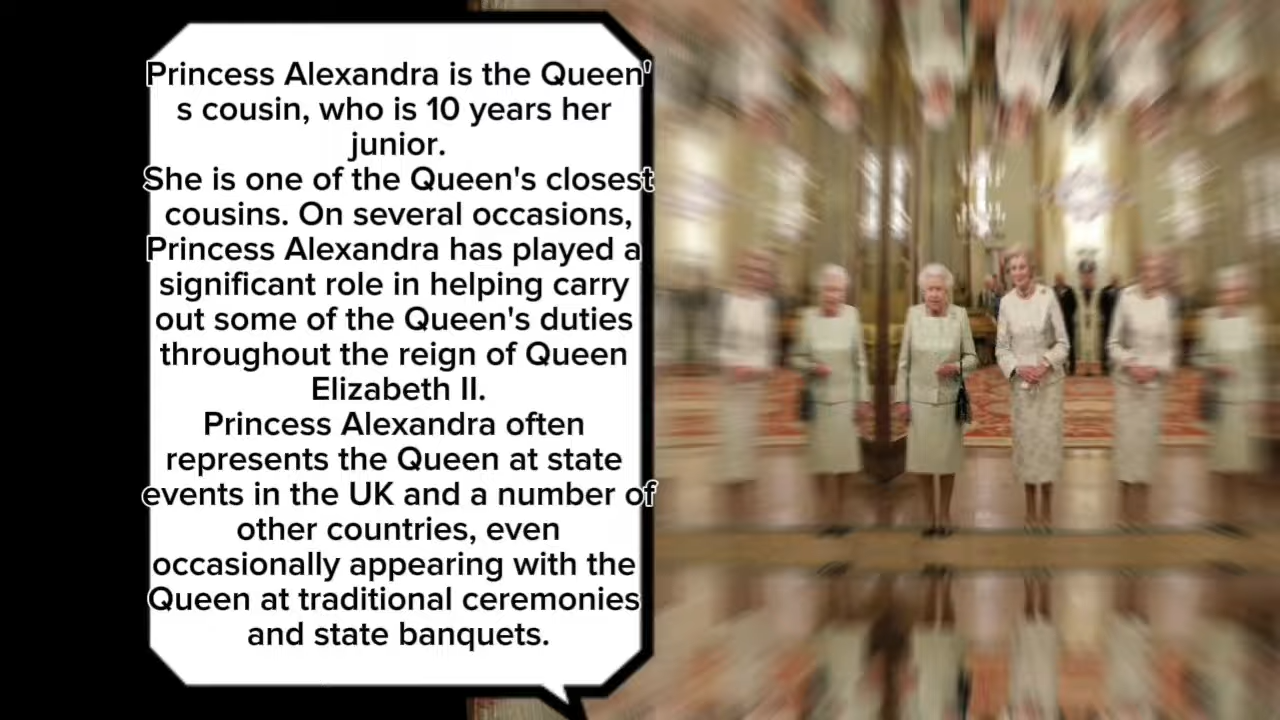 Princess Alexandra is the Queen'
s cousin, who is 10 years her
junior.
She is one of the Queen's closest
cousins. On several occasions,
Princess Alexandra has played a
significant role in helping carry
out some of the Queen's duties
throughout the reign of Queen
Elizabeth II.
Princess Alexandra often
represents the Queen at state
events in the UK and a number of
other countries, even
occasionally appearing with the
Queen at traditional ceremonies
and state banquets.